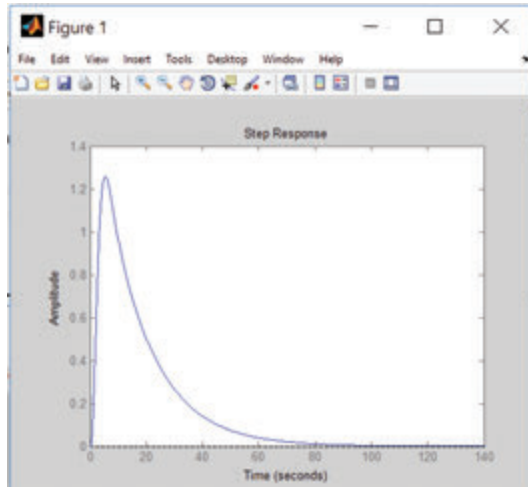 Figure 1
File Edit View Insert Tools Desktop Window Help
Step Response
1.4
1.2
1
0.8
0.6
0.4
0.2
0
Amplitude
0 20 40 60 80 100 120 140
Time (seconds)